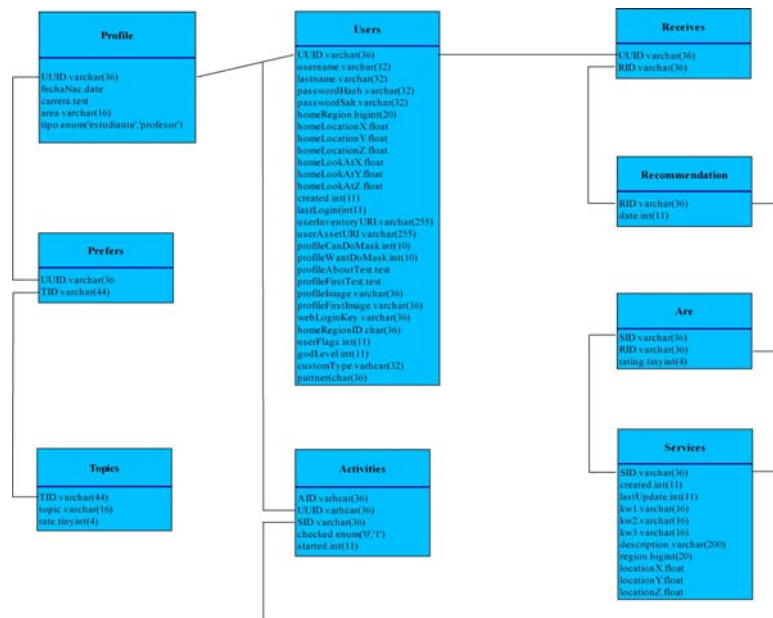 Profile
UUID.varchar(36)
fechaNac.date
carrera.text
area.varchar(16)
tipo.enum('estudiante','profesor')
Prefers
UUID.varchar(36
TID.varchar(44)
Topics
TID.varchar(44)
topic.varchar(16)
rate.tinyint(4)
Users
UUID.varchar(36)
username.varchar(32)
lastname.varchar(32)
passwordHash.varchar(32)
passwordSalt.varchar(32)
homeRegion.bigint(20)
homeLocationX.float
homeLocationY.float
homeLocationZ.float
homeLookAtX.float
homeLookAtY.float
homeLookAtZ.float
created.int(11)
lastLogin(int11)
userInventoryURI.varchar(255)
userAssetURI.varchar(255)
profileCanDoMask.int(10)
profileWantDoMask.int(10)
profileAboutTest.test
profileFirstTest.test
profileImage.varchar(36)
profileFirstImage.varchar(36)
webLoginKey.varchar(36)
homeRegionID.char(36)
userFlags.int(11)
godLevel.int(11)
customType.varhcar(32)
partner(char(36)
Activities
AID.varhcar(36)
UUID.varhcar(36)
SID.varchar(36)
checked.enum('0','1')
started.int(11)
Receives
UUID.varchar(36)
RID.varchar(36)
Recommendation
RID.varchar(36)
date.int(11)
Are
SID.varchar(36)
RID.varchar(36)
rating.tinyint(4)
Services
SID.varchar(36)
created.int(11)
lastUpdate.int(11)
kw1.varchar(16)
kw2.varchar(16)
kw3.varchar(16)
description.varchar(200)
region.bigint(20)
locationX.float
locationY.float
locationZ.float